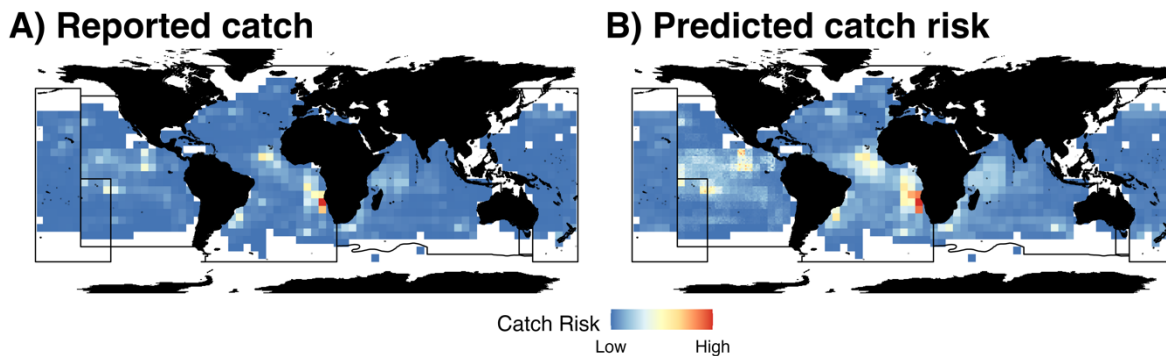 A) Reported catch
B) Predicted catch risk
Catch Risk
Low
High